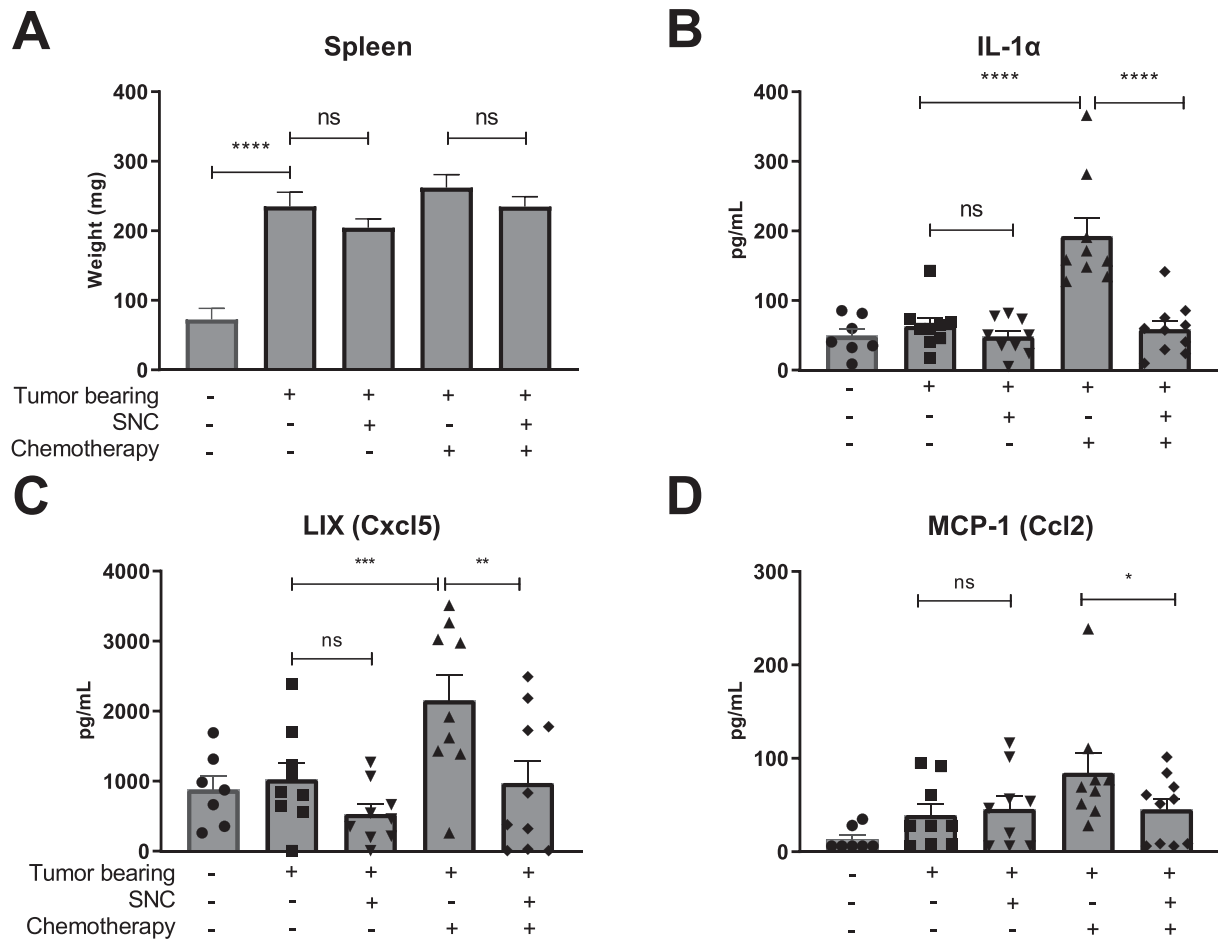 A
Spleen
Weight (mg)
400
300
200
100
0
****
ns
ns
Tumor bearing - + + + +
SNC - - + - +
Chemotherapy - - - + +
B
IL-1α
pg/mL
400
300
200
100
0
****
****
ns
- + + + +
- - + - +
- - - + +
C
LIX (Cxcl5)
pg/mL
4000
3000
2000
1000
0
***
**
ns
Tumor bearing - + + + +
SNC - - + - +
Chemotherapy - - - + +
D
MCP-1 (Ccl2)
pg/mL
300
200
100
0
ns
*
- + + + +
- - + - +
- - - + +